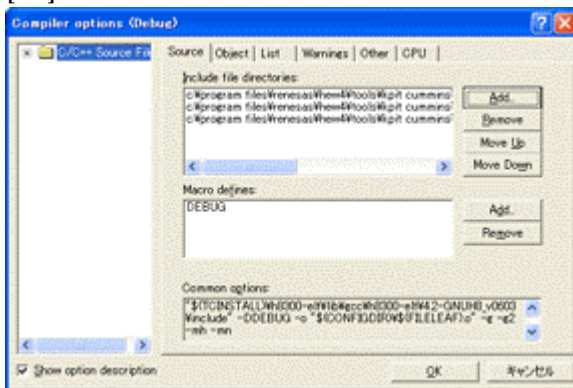 Compiler options (Debug)
C/C++ Source File
Source Object List Warnings Other CPU
Include file directories:
c:¥program files¥renesas¥hew4¥tools¥kpit cummins
c:¥program files¥renesas¥hew4¥tools¥kpit cummins
c:¥program files¥renesas¥hew4¥tools¥kpit cummins
Add...
Remove
Move Up
Move Down
Macro defines:
DEBUG
Add...
Remove
Common options:
"$(TCINSTALL)¥h8300-elf¥lib¥gcc¥h8300-elf¥4.2-GNUH8_v0603
¥include" -DDEBUG -o "$(CONFIGDIR)¥$(FILELEAF).o" -g -g2
-mh -mn
Show option description
OK
キャンセル